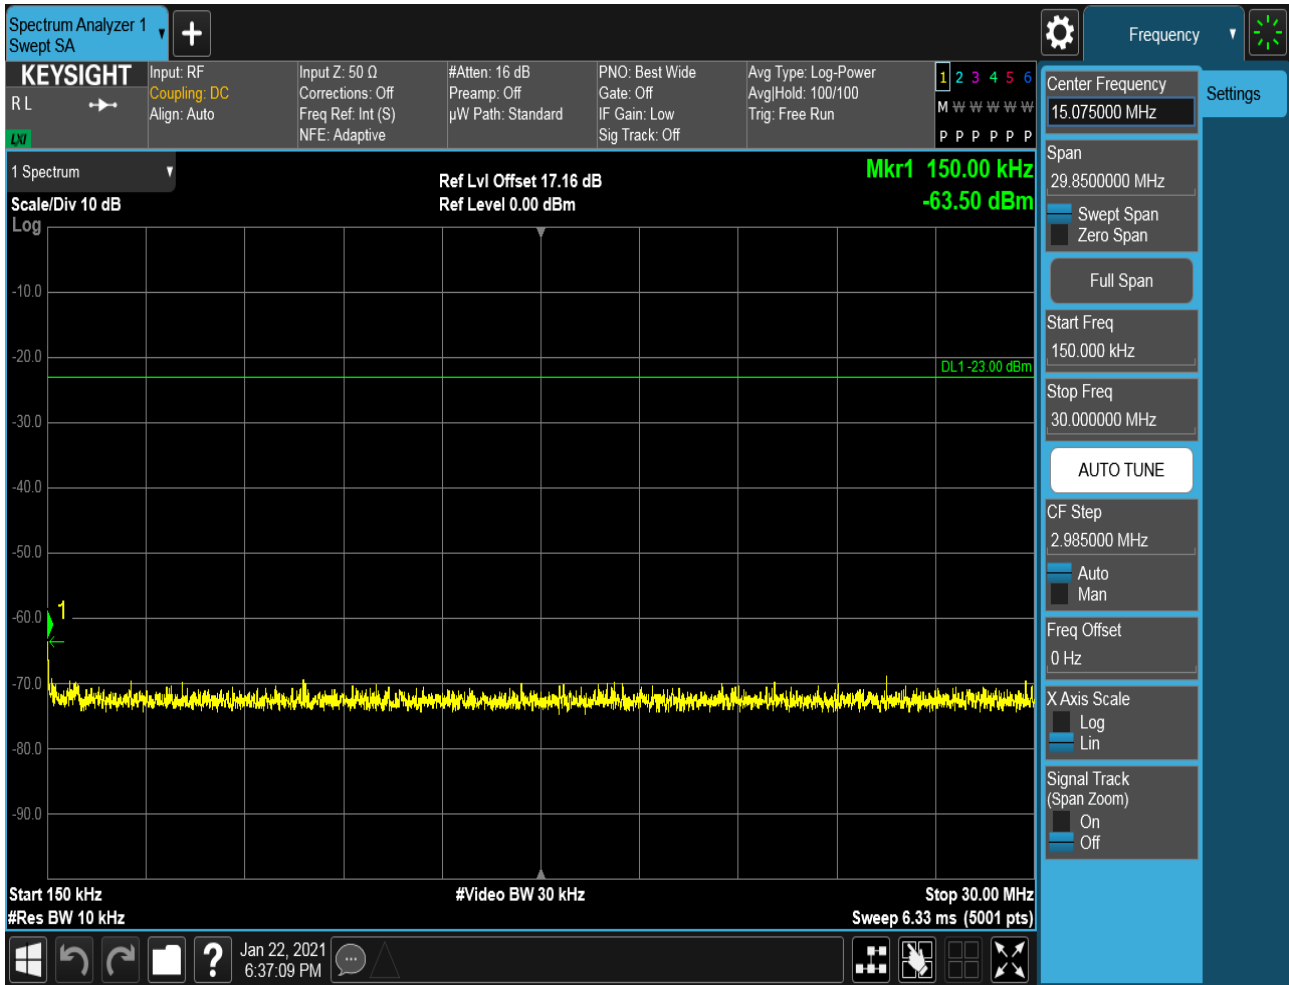 Spectrum Analyzer 1
Swept SA
Frequency
KEYSIGHT
R L
LXI
Input: RF
Coupling: DC
Align: Auto
Input Z: 50 Ω
Corrections: Off
Freq Ref: Int (S)
NFE: Adaptive
#Atten: 16 dB
Preamp: Off
µW Path: Standard
PNO: Best Wide
Gate: Off
IF Gain: Low
Sig Track: Off
Avg Type: Log-Power
Avg|Hold: 100/100
Trig: Free Run
1 2 3 4 5 6
M W W W W W
P P P P P P
1 Spectrum
Scale/Div 10 dB
Log
Ref Lvl Offset 17.16 dB
Ref Level 0.00 dBm
Mkr1 150.00 kHz
-63.50 dBm
-10.0
-20.0
DL1 -23.00 dBm
-30.0
-40.0
-50.0
-60.0
1
-70.0
-80.0
-90.0
Start 150 kHz
#Res BW 10 kHz
#Video BW 30 kHz
Stop 30.00 MHz
Sweep 6.33 ms (5001 pts)
?
Jan 22, 2021
6:37:09 PM
Center Frequency
15.075000 MHz
Settings
Span
29.8500000 MHz
Swept Span
Zero Span
Full Span
Start Freq
150.000 kHz
Stop Freq
30.000000 MHz
AUTO TUNE
CF Step
2.985000 MHz
Auto
Man
Freq Offset
0 Hz
X Axis Scale
Log
Lin
Signal Track
(Span Zoom)
On
Off